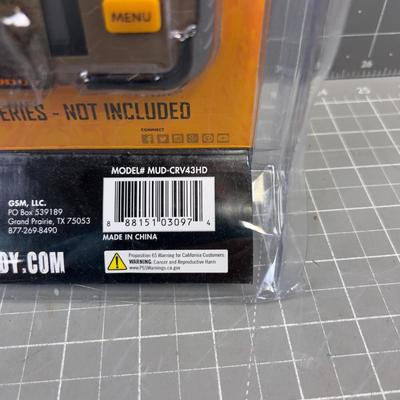 MENU
ERIES - NOT INCLUDED
CONNECT
MODEL# MUD-CRV43HD
GSM, LLC.
PO Box 539189
Grand Prairie, TX 75053
877-269-8490
8 88151 03097 4
MADE IN CHINA
DY.COM
Proposition 65 Warning for California Customers
WARNING: Cancer and Reproductive Harm
www.P65Warnings.ca.gov
24
25